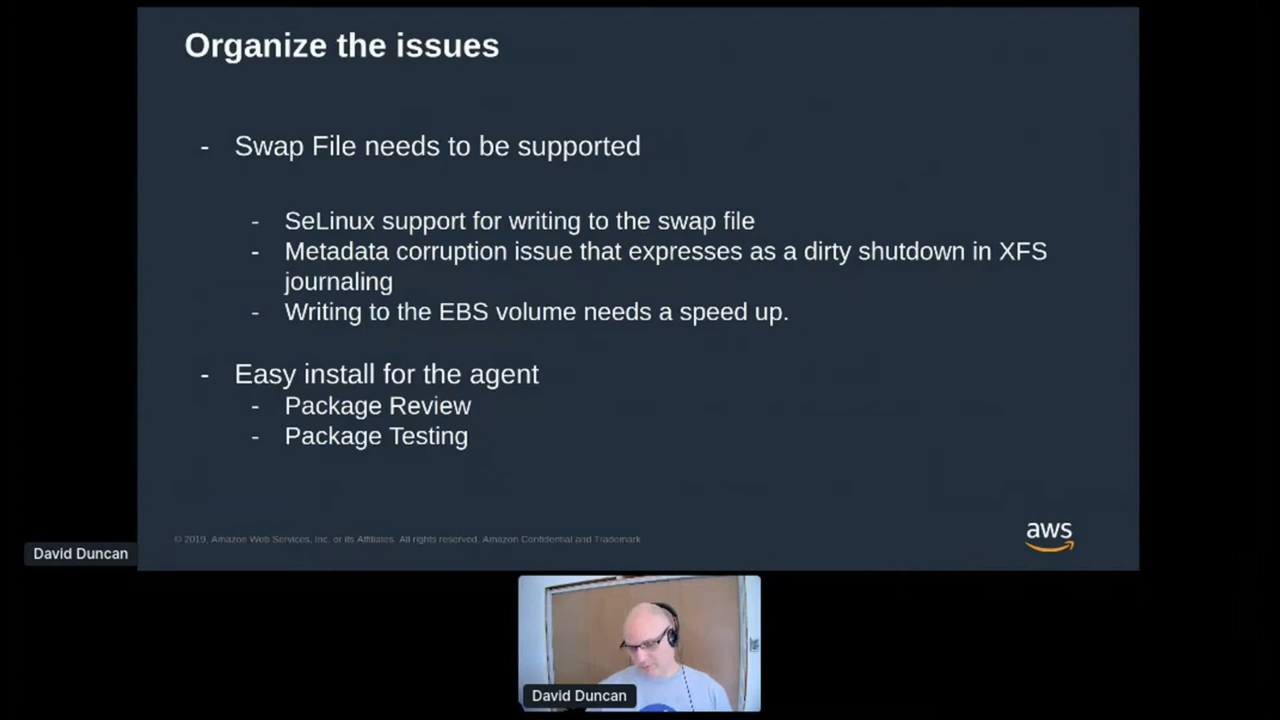 Organize the issues
- Swap File needs to be supported
- SeLinux support for writing to the swap file
- Metadata corruption issue that expresses as a dirty shutdown in XFS
journaling
- Writing to the EBS volume needs a speed up.
- Easy install for the agent
- Package Review
- Package Testing
© 2019, Amazon Web Services, Inc. or its Affiliates. All rights reserved. Amazon Confidential and Trademark
aws
David Duncan
David Duncan